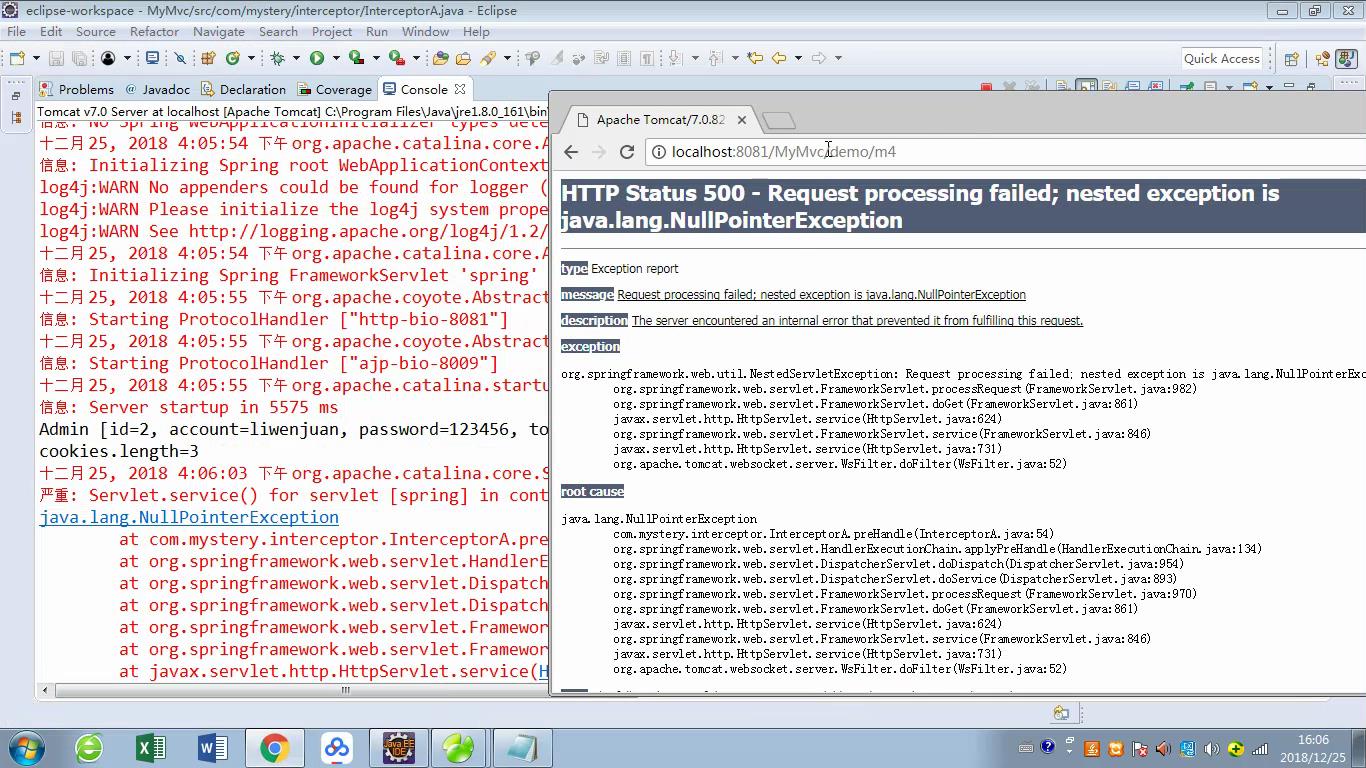 eclipse-workspace - MyMvc/src/com/mystery/interceptor/InterceptorA.java - Eclipse
File Edit Source Refactor Navigate Search Project Run Window Help
Quick Access
Problems @ Javadoc Declaration Coverage Console
Tomcat v7.0 Server at localhost [Apache Tomcat] C:\Program Files\Java\jre1.8.0_161\bin\
信息: No Spring WebApplicationInitializer types dete
十二月 25, 2018 4:05:54 下午 org.apache.catalina.core.A
信息: Initializing Spring root WebApplicationContext
log4j:WARN No appenders could be found for logger (
log4j:WARN Please initialize the log4j system prope
log4j:WARN See http://logging.apache.org/log4j/1.2/
十二月 25, 2018 4:05:54 下午 org.apache.catalina.core.A
信息: Initializing Spring FrameworkServlet 'spring'
十二月 25, 2018 4:05:55 下午 org.apache.coyote.Abstract
信息: Starting ProtocolHandler ["http-bio-8081"]
十二月 25, 2018 4:05:55 下午 org.apache.coyote.Abstract
信息: Starting ProtocolHandler ["ajp-bio-8009"]
十二月 25, 2018 4:05:55 下午 org.apache.catalina.startu
信息: Server startup in 5575 ms
Admin [id=2, account=liwenjuan, password=123456, to
cookies.length=3
十二月 25, 2018 4:06:03 下午 org.apache.catalina.core.S
严重: Servlet.service() for servlet [spring] in cont
java.lang.NullPointerException
at com.mystery.interceptor.InterceptorA.pre
at org.springframework.web.servlet.HandlerE
at org.springframework.web.servlet.Dispatch
at org.springframework.web.servlet.Dispatch
at org.springframework.web.servlet.Framewor
at org.springframework.web.servlet.Framewor
at javax.servlet.http.HttpServlet.service(H
Apache Tomcat/7.0.82
localhost:8081/MyMvc/demo/m4
HTTP Status 500 - Request processing failed; nested exception is
java.lang.NullPointerException
type Exception report
message Request processing failed; nested exception is java.lang.NullPointerException
description The server encountered an internal error that prevented it from fulfilling this request.
exception
org.springframework.web.util.NestedServletException: Request processing failed; nested exception is java.lang.NullPointerExc
org.springframework.web.servlet.FrameworkServlet.processRequest(FrameworkServlet.java:982)
org.springframework.web.servlet.FrameworkServlet.doGet(FrameworkServlet.java:861)
javax.servlet.http.HttpServlet.service(HttpServlet.java:624)
org.springframework.web.servlet.FrameworkServlet.service(FrameworkServlet.java:846)
javax.servlet.http.HttpServlet.service(HttpServlet.java:731)
org.apache.tomcat.websocket.server.WsFilter.doFilter(WsFilter.java:52)
root cause
java.lang.NullPointerException
com.mystery.interceptor.InterceptorA.preHandle(InterceptorA.java:54)
org.springframework.web.servlet.HandlerExecutionChain.applyPreHandle(HandlerExecutionChain.java:134)
org.springframework.web.servlet.DispatcherServlet.doDispatch(DispatcherServlet.java:954)
org.springframework.web.servlet.DispatcherServlet.doService(DispatcherServlet.java:893)
org.springframework.web.servlet.FrameworkServlet.processRequest(FrameworkServlet.java:970)
org.springframework.web.servlet.FrameworkServlet.doGet(FrameworkServlet.java:861)
javax.servlet.http.HttpServlet.service(HttpServlet.java:624)
org.springframework.web.servlet.FrameworkServlet.service(FrameworkServlet.java:846)
javax.servlet.http.HttpServlet.service(HttpServlet.java:731)
org.apache.tomcat.websocket.server.WsFilter.doFilter(WsFilter.java:52)
Java EE
IDE
16:06
2018/12/25